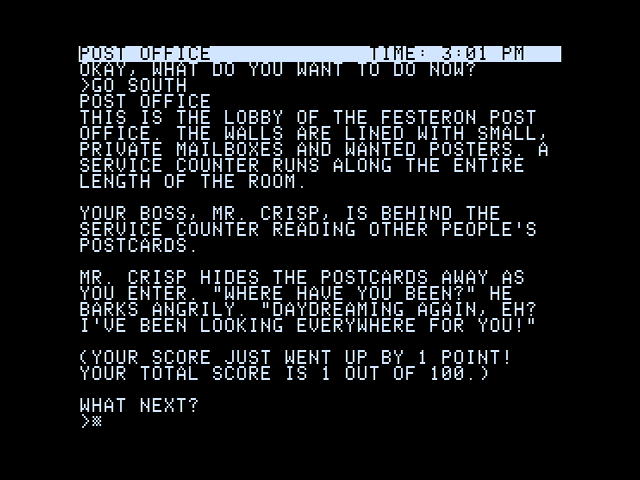 POST OFFICE TIME: 3:01 PM
OKAY, WHAT DO YOU WANT TO DO NOW?
>GO SOUTH
POST OFFICE
THIS IS THE LOBBY OF THE FESTERON POST
OFFICE. THE WALLS ARE LINED WITH SMALL,
PRIVATE MAILBOXES AND WANTED POSTERS. A
SERVICE COUNTER RUNS ALONG THE ENTIRE
LENGTH OF THE ROOM.
YOUR BOSS, MR. CRISP, IS BEHIND THE
SERVICE COUNTER READING OTHER PEOPLE'S
POSTCARDS.
MR. CRISP HIDES THE POSTCARDS AWAY AS
YOU ENTER. "WHERE HAVE YOU BEEN?" HE
BARKS ANGRILY. "DAYDREAMING AGAIN, EH?
I'VE BEEN LOOKING EVERYWHERE FOR YOU!"
(YOUR SCORE JUST WENT UP BY 1 POINT!
YOUR TOTAL SCORE IS 1 OUT OF 100.)
WHAT NEXT?
>